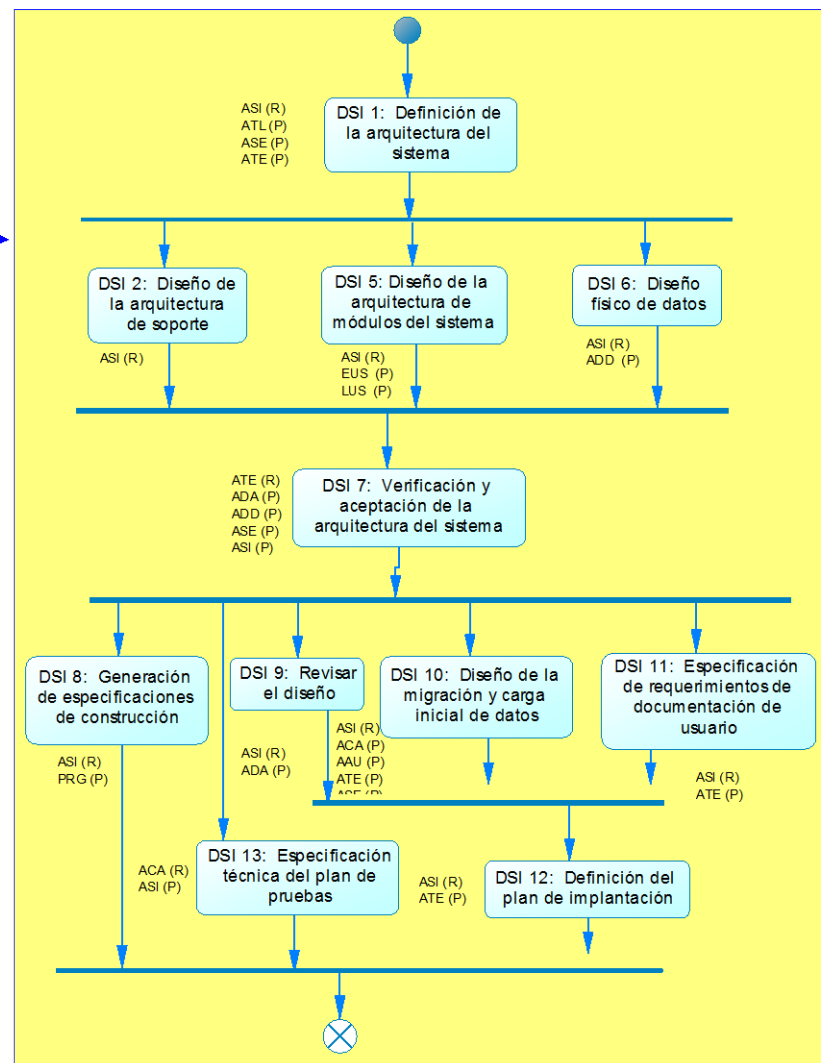 ASI (R)
ATL (P)
ASE (P)
ATE (P)
DSI 1: Definición de
la arquitectura del
sistema
DSI 2: Diseño de
la arquitectura
de soporte
ASI (R)
DSI 5: Diseño de la
arquitectura de
módulos del sistema
ASI (R)
EUS (P)
LUS (P)
DSI 6: Diseño
físico de datos
ASI (R)
ADD (P)
ATE (R)
ADA (P)
ADD (P)
ASE (P)
ASI (P)
DSI 7: Verificación y
aceptación de la
arquitectura del sistema
DSI 8: Generación
de especificaciones
de construcción
ASI (R)
PRG (P)
DSI 9: Revisar
el diseño
ASI (R)
ADA (P)
ASI (R)
ACA (P)
AAU (P)
ATE (P)
DSI 10: Diseño de la
migración y carga
inicial de datos
DSI 11: Especificación
de requerimientos de
documentación de
usuario
ASI (R)
ATE (P)
ACA (R)
ASI (P)
DSI 13: Especificación
técnica del plan de
pruebas
ASI (R)
ATE (P)
DSI 12: Definición del
plan de implantación